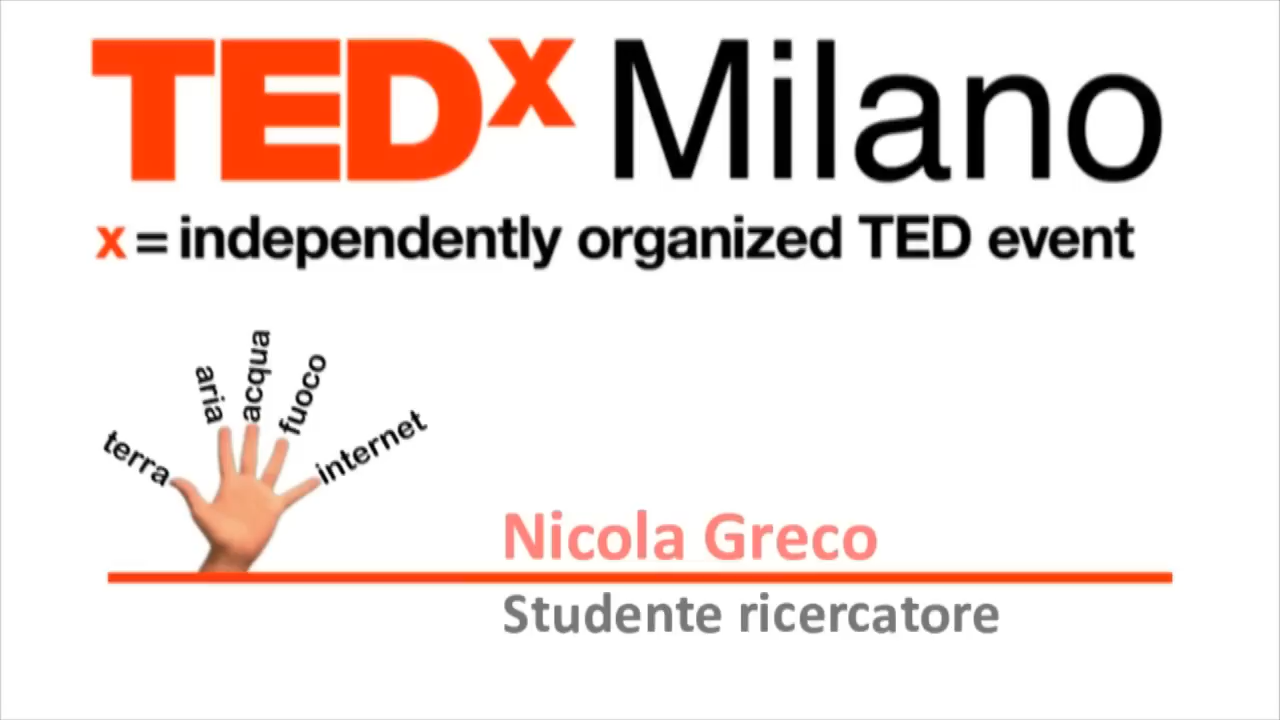 TEDx Milano
x = independently organized TED event
terra
aria
acqua
fuoco
internet
Nicola Greco
Studente ricercatore